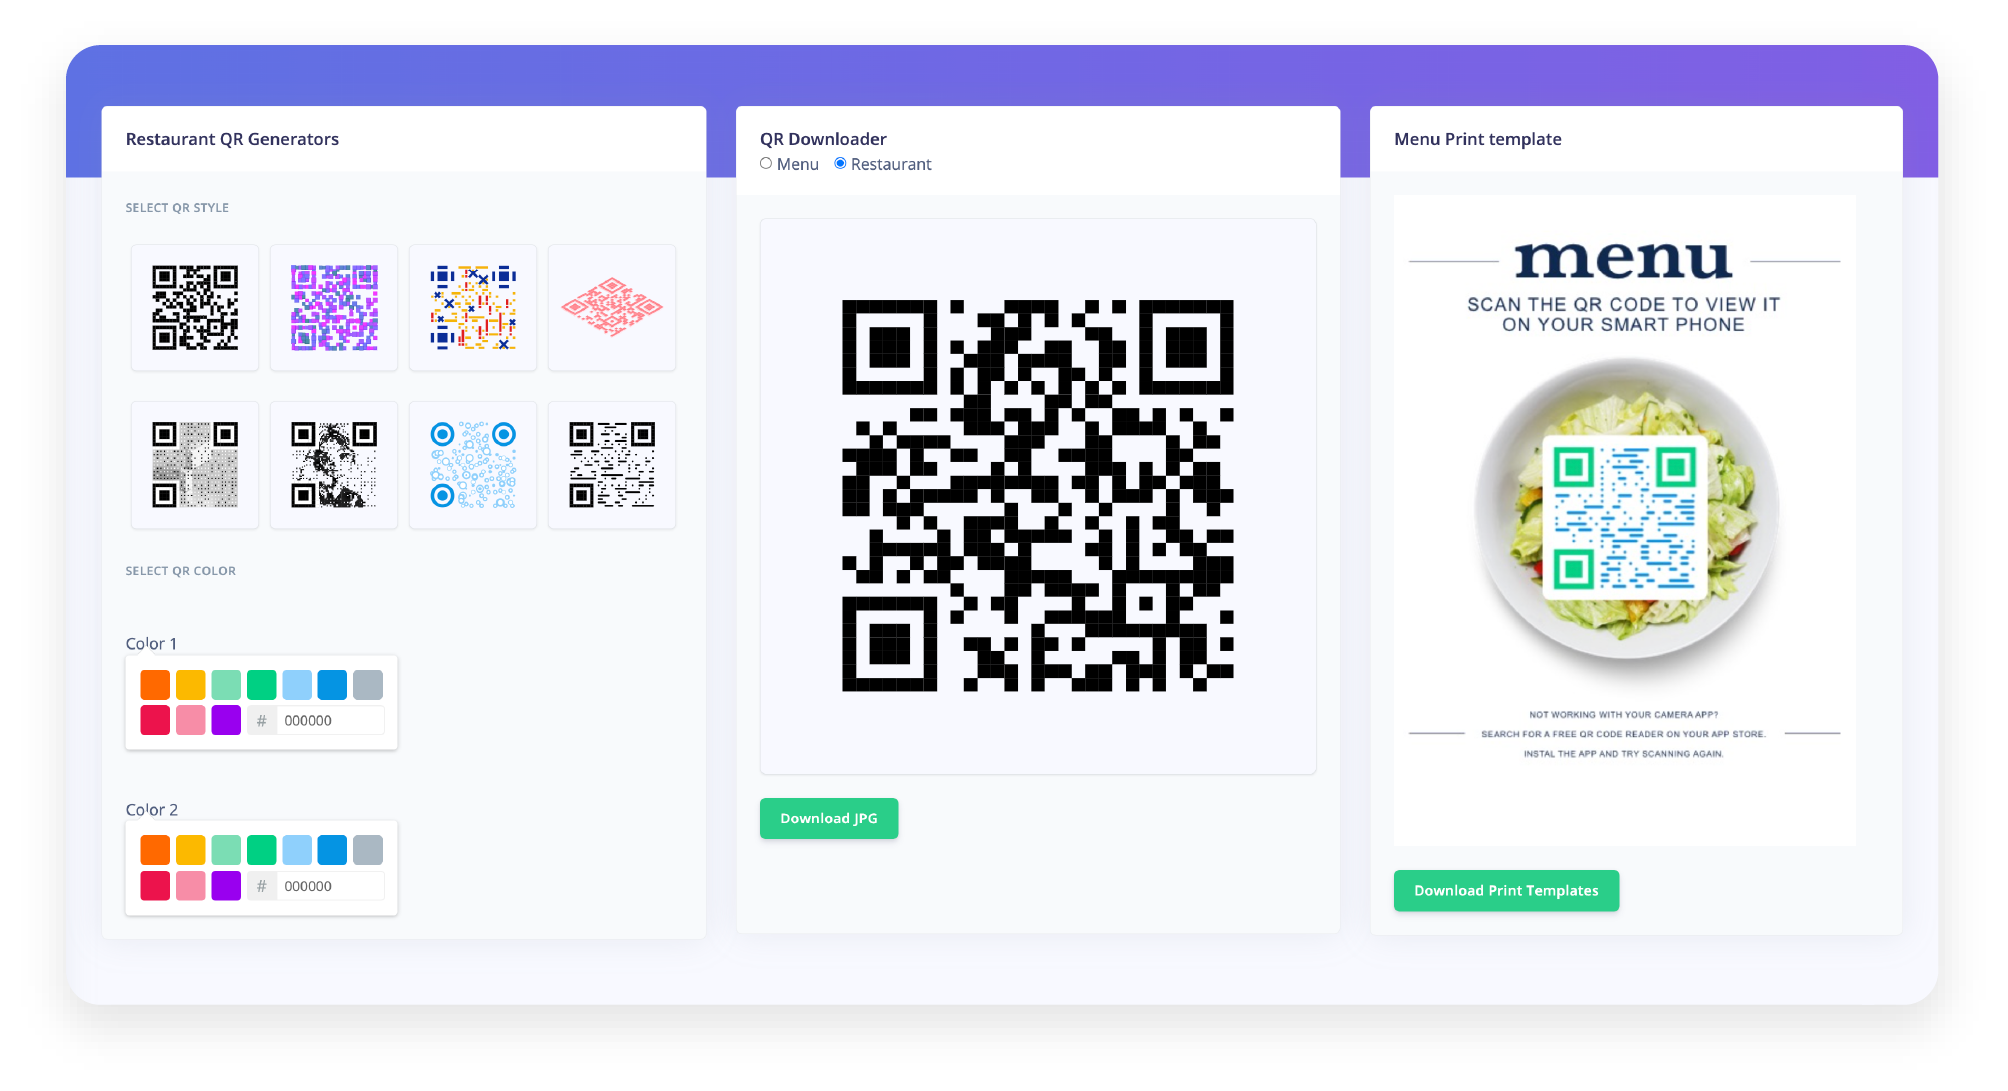 Restaurant QR Generators
SELECT QR STYLE
SELECT QR COLOR
Color 1
# 000000
Color 2
# 000000
QR Downloader
Menu Restaurant
Download JPG
Menu Print template
menu
SCAN THE QR CODE TO VIEW IT
ON YOUR SMART PHONE
NOT WORKING WITH YOUR CAMERA APP?
SEARCH FOR A FREE QR CODE READER ON YOUR APP STORE.
INSTAL THE APP AND TRY SCANNING AGAIN.
Download Print Templates